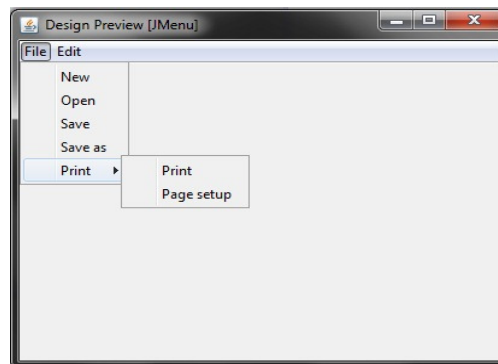 Design Preview [JMenu]
File Edit
New
Open
Save
Save as
Print
Print
Page setup